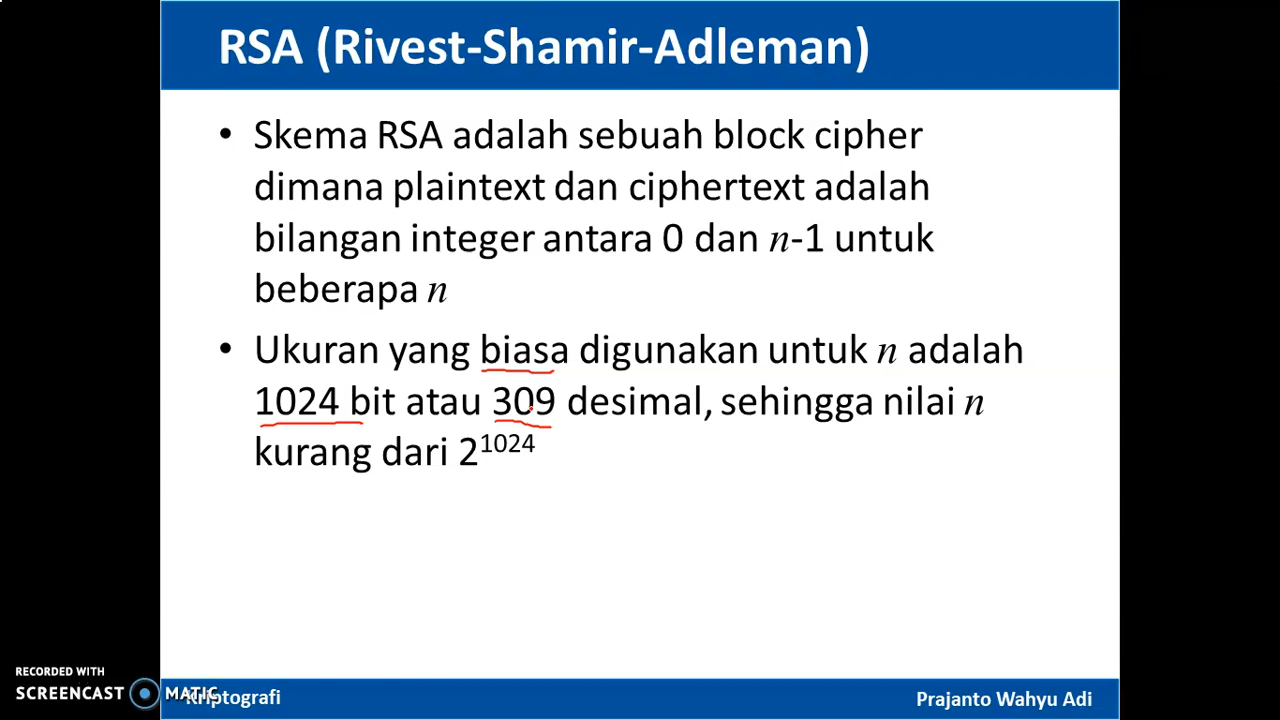 RSA (Rivest-Shamir-Adleman)
• Skema RSA adalah sebuah block cipher
dimana plaintext dan ciphertext adalah
bilangan integer antara 0 dan n-1 untuk
beberapa n
• Ukuran yang biasa digunakan untuk n adalah
1024 bit atau 309 desimal, sehingga nilai n
kurang dari 2¹⁰²⁴
RECORDED WITH
SCREENCAST MATIC
Kriptografi
Prajanto Wahyu Adi